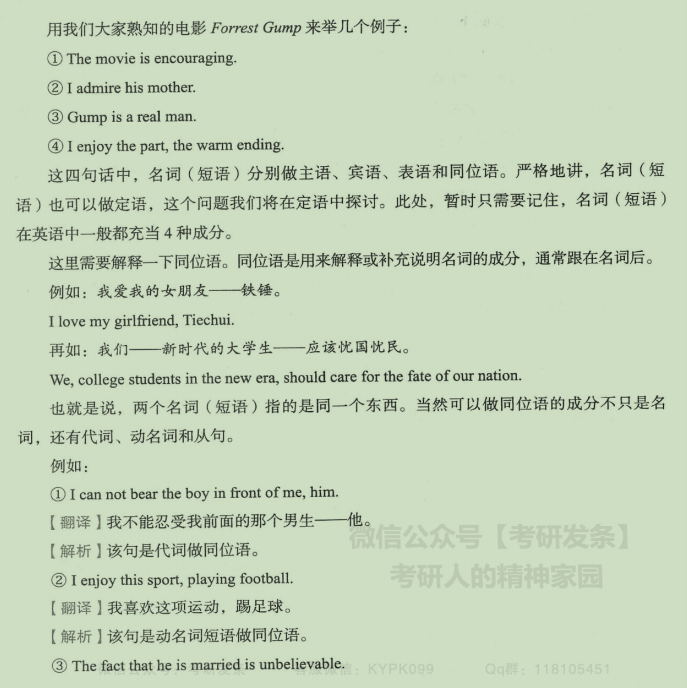 用我们大家熟知的电影 Forrest Gump 来举几个例子：
① The movie is encouraging.
② I admire his mother.
③ Gump is a real man.
④ I enjoy the part, the warm ending.
这四句话中，名词（短语）分别做主语、宾语、表语和同位语。严格地讲，名词（短
语）也可以做定语，这个问题我们将在定语中探讨。此处，暂时只需要记住，名词（短语）
在英语中一般都充当 4 种成分。
这里需要解释一下同位语。同位语是用来解释或补充说明名词的成分，通常跟在名词后。
例如：我爱我的女朋友——铁锤。
I love my girlfriend, Tiechui.
再如：我们——新时代的大学生——应该忧国忧民。
We, college students in the new era, should care for the fate of our nation.
也就是说，两个名词（短语）指的是同一个东西。当然可以做同位语的成分不只是名
词，还有代词、动名词和从句。
例如：
① I can not bear the boy in front of me, him.
【翻译】我不能忍受我前面的那个男生——他。
微信公众号【考研发条】
【解析】该句是代词做同位语。
② I enjoy this sport, playing football.
考研人的精神家园
【翻译】我喜欢这项运动，踢足球。
【解析】该句是动名词短语做同位语。
③ The fact that he is married is unbelievable.
微信公众号：考研发条 客服微信：KYPK099 Qq群：118105451